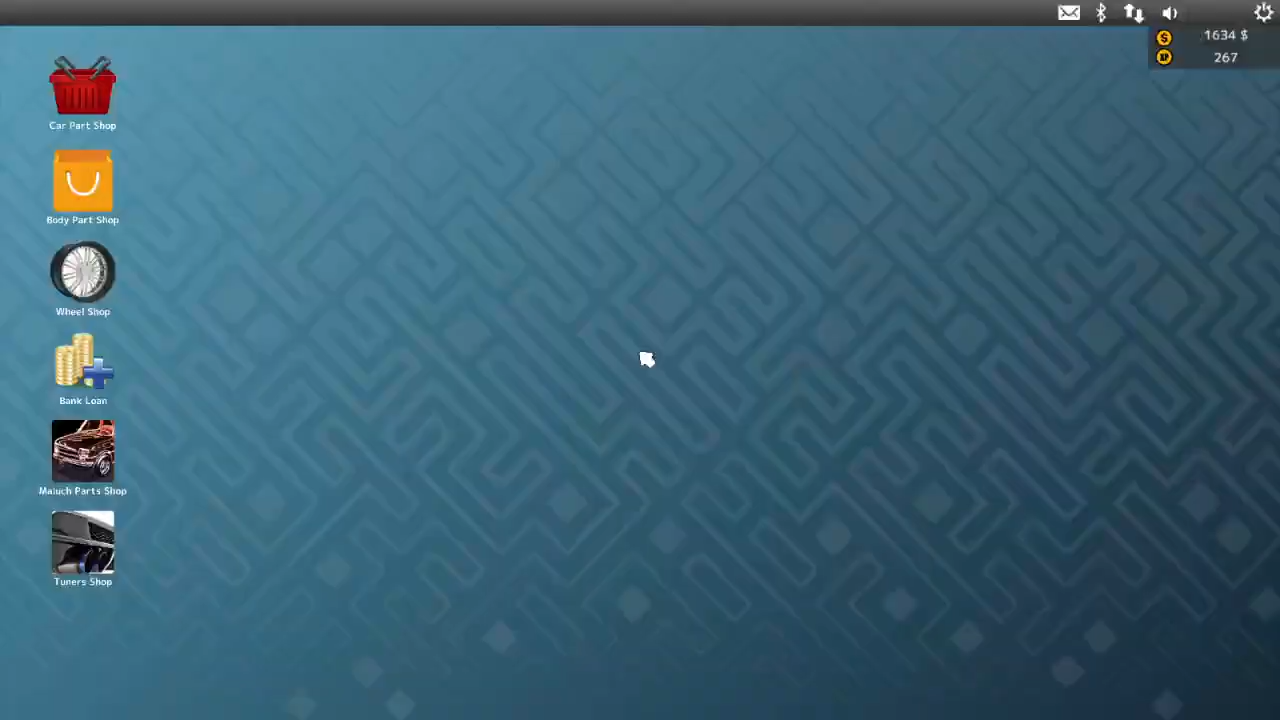 1634 $
267
Car Part Shop
Body Part Shop
Wheel Shop
Bank Loan
Maluch Parts Shop
Tuners Shop